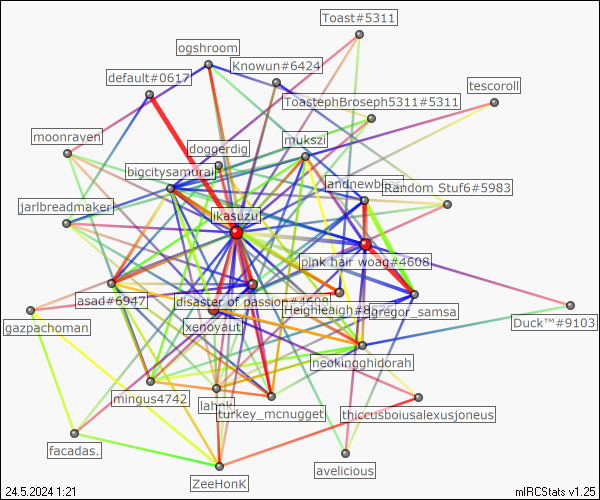 Toast#5311
ogshroom
Knowun#6424
default#0617
tescoroll
ToastephBroseph5311#5311
moonraven
mukszi
doggerdig
bigcitysamurai
landnewb
Random Stuf6#5983
jarlbreadmaker
ikasuzu
pink hair woag#4608
asad#6947
disaster of passion#4608
Heighleaigh#8
gregor_samsa
gazpachoman
xenoyaut
Duck™#9103
neokingghidorah
mingus4742
turkey_mcnugget
thiccusboiusalexusjoneus
facadas.
avelicious
ZeeHonK
24.5.2024 1:21
mIRCStats v1.25